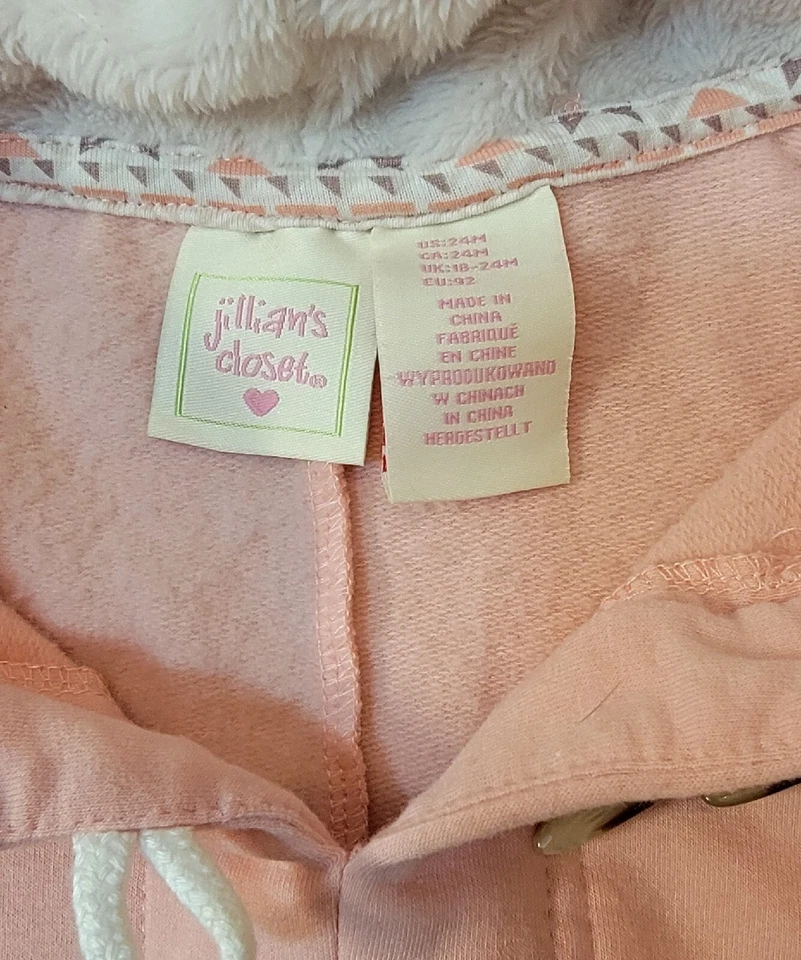 jillian's
closet®
US:24M
CA:24M
UK:18-24M
EU:92
MADE IN
CHINA
FABRIQUÉ
EN CHINE
WYPRODUKOWANO
W CHINACH
IN CHINA
HERGESTELLT